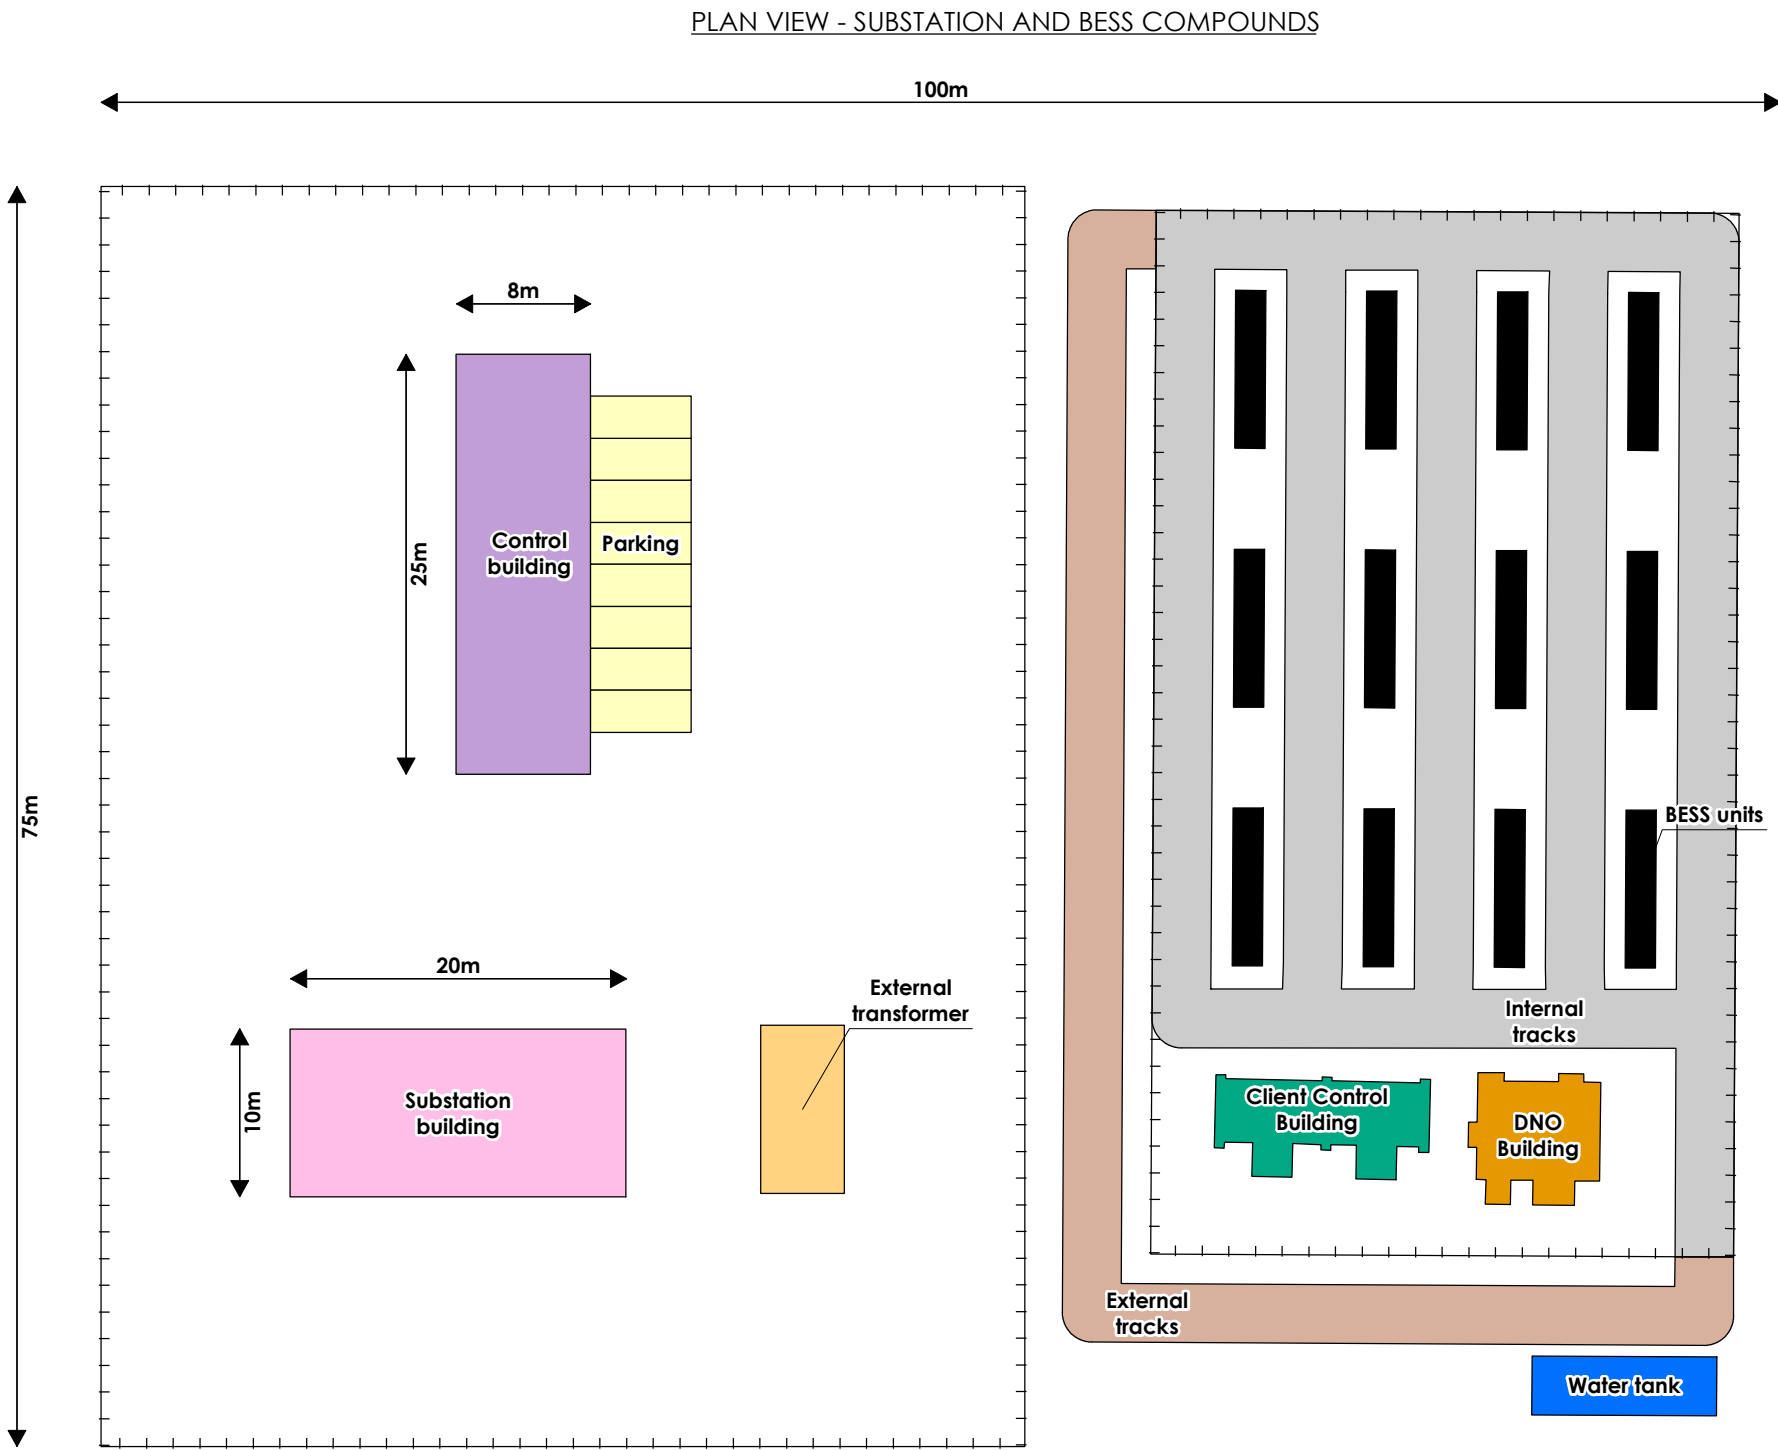 PLAN VIEW - SUBSTATION AND BESS COMPOUNDS
100m
75m
8m
25m
Control
building
Parking
BESS units
20m
10m
Substation
building
External
transformer
Internal
tracks
Client Control
Building
DNO
Building
External
tracks
Water tank